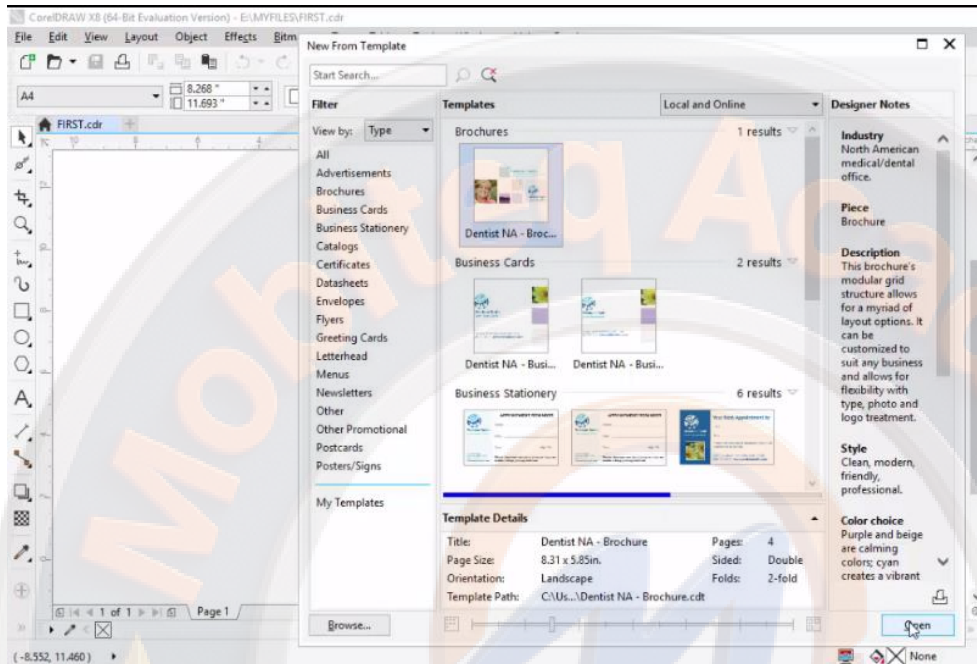 CorelDRAW X8 (64-Bit Evaluation Version) - E:\MYFILES\FIRST.cdr
File Edit View Layout Object Effects Bitm
A4
8.268 "
11.693 "
FIRST.cdr
New From Template
Start Search...
Filter
View by: Type
All
Advertisements
Brochures
Business Cards
Business Stationery
Catalogs
Certificates
Datasheets
Envelopes
Flyers
Greeting Cards
Letterhead
Menus
Newsletters
Other
Other Promotional
Postcards
Posters/Signs
My Templates
Templates
Local and Online
Brochures 1 results
Dentist NA - Broc...
Business Cards 2 results
Dentist NA - Busi...
Dentist NA - Busi...
Business Stationery 6 results
Template Details
Title: Dentist NA - Brochure
Pages: 4
Page Size: 8.31 x 5.85in.
Sided: Double
Orientation: Landscape
Folds: 2-fold
Template Path: C:\Us...\Dentist NA - Brochure.cdt
Designer Notes
Industry
North American
medical/dental
office.
Piece
Brochure
Description
This brochure's
modular grid
structure allows
for a myriad of
layout options. It
can be
customized to
suit any business
and allows for
flexibility with
type, photo and
logo treatment.
Style
Clean, modern,
friendly,
professional.
Color choice
Purple and beige
are calming
colors; cyan
creates a vibrant
Browse...
Open
1 of 1
Page 1
(-8.552, 11.460)
None
Mobiteq Aca